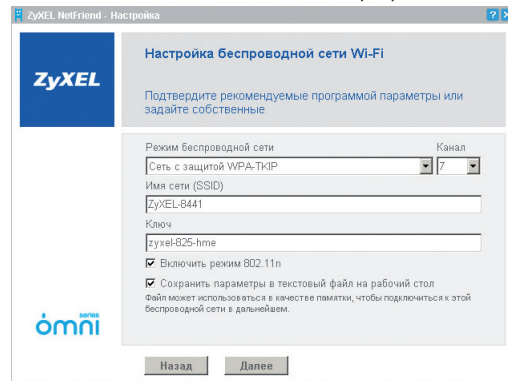 ZyXEL NetFriend - Настройка
Настройка беспроводной сети Wi-Fi
ZyXEL
Подтвердите рекомендуемые программой параметры или
задайте собственные
Режим беспроводной сети Канал
Сеть с защитой WPA-TKIP 7
Имя сети (SSID)
ZyXEL-8441
Ключ
zyxel-825-hme
Включить режим 802.11n
Сохранить параметры в текстовый файл на рабочий стол
Файл может использоваться в качестве памятки, чтобы подключиться к этой
беспроводной сети в дальнейшем.
series
omni
Назад Далее